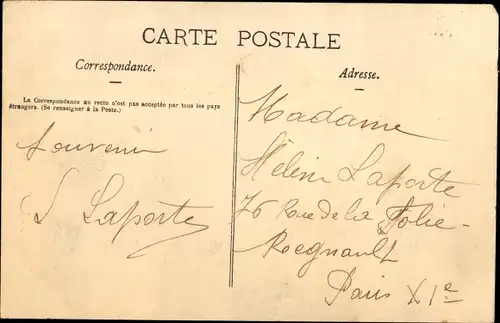 CARTE POSTALE
Correspondance.
La Correspondance au recto n'est pas acceptée par tous les pays
étrangers. (Se renseigner à la Poste.)
Souvenir
L Laporte
Adresse.
Madame
Hélène Laporte
76 Rue de la Folie-
Regnault
Paris XIe